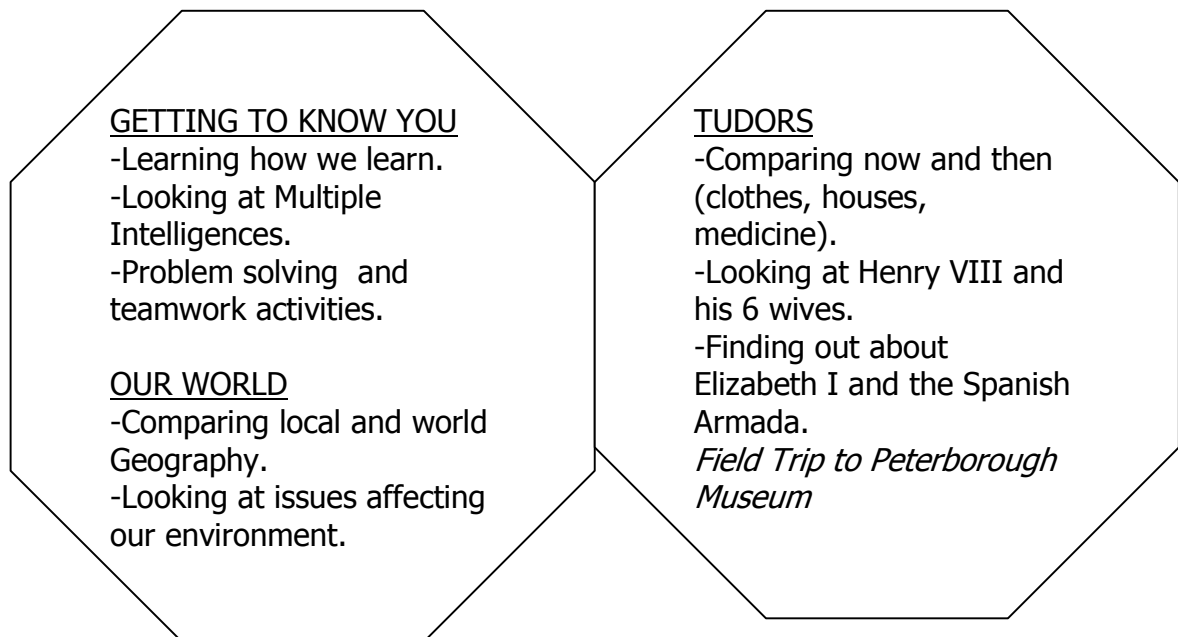 GETTING TO KNOW YOU
-Learning how we learn.
-Looking at Multiple
Intelligences.
-Problem solving  and
teamwork activities.

OUR WORLD
-Comparing local and world
Geography.
-Looking at issues affecting
our environment.

TUDORS
-Comparing now and then
(clothes, houses,
medicine).
-Looking at Henry VIII and
his 6 wives.
-Finding out about
Elizabeth I and the Spanish
Armada.
Field Trip to Peterborough
Museum